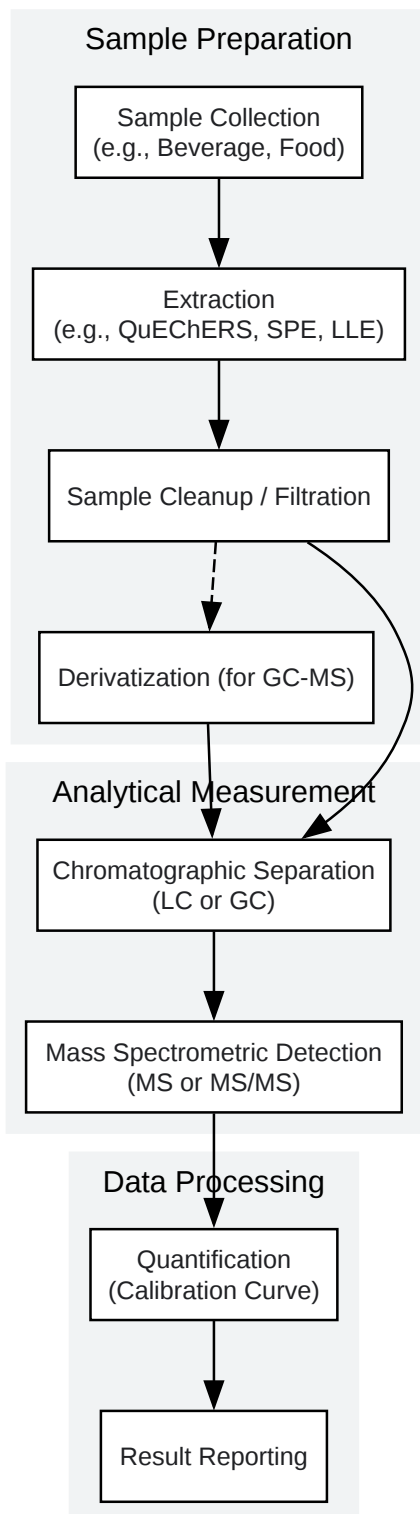 Sample Preparation
Sample Collection
(e.g., Beverage, Food)
Extraction
(e.g., QuEChERS, SPE, LLE)
Sample Cleanup / Filtration
Derivatization (for GC-MS)
Analytical Measurement
Chromatographic Separation
(LC or GC)
Mass Spectrometric Detection
(MS or MS/MS)
Data Processing
Quantification
(Calibration Curve)
Result Reporting